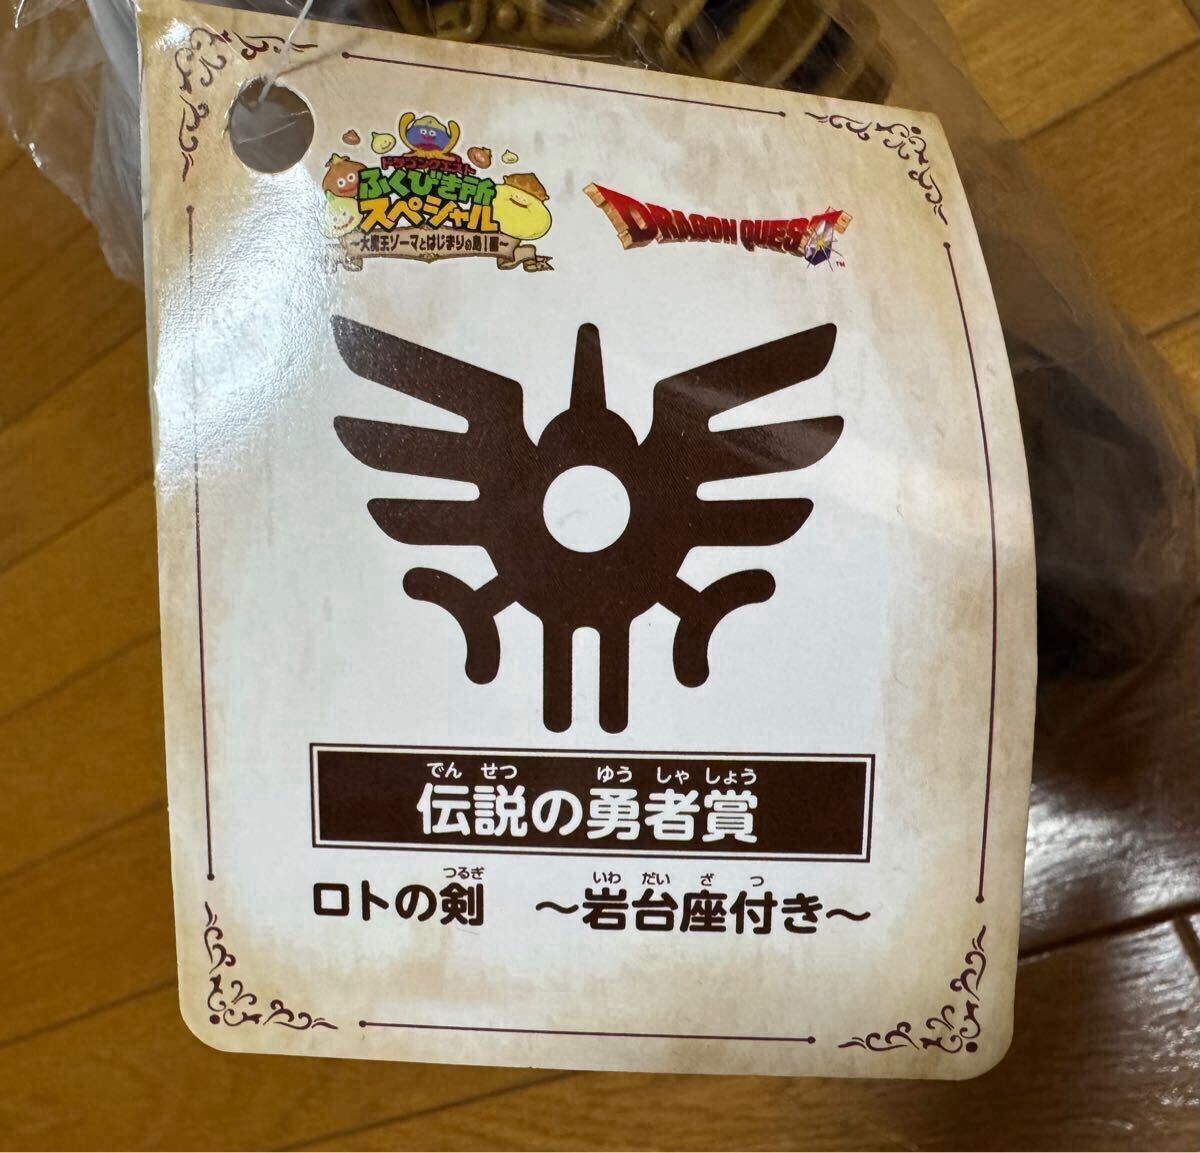 ドラゴンクエスト
ふくびき所
スペシャル
～大魔王ゾーマとはじまりの島！編～
DRAGON QUEST
TM
でん せつ ゆう しゃ しょう
伝説の勇者賞
つるぎ いわ だい ざ つ
ロトの剣 ～岩台座付き～